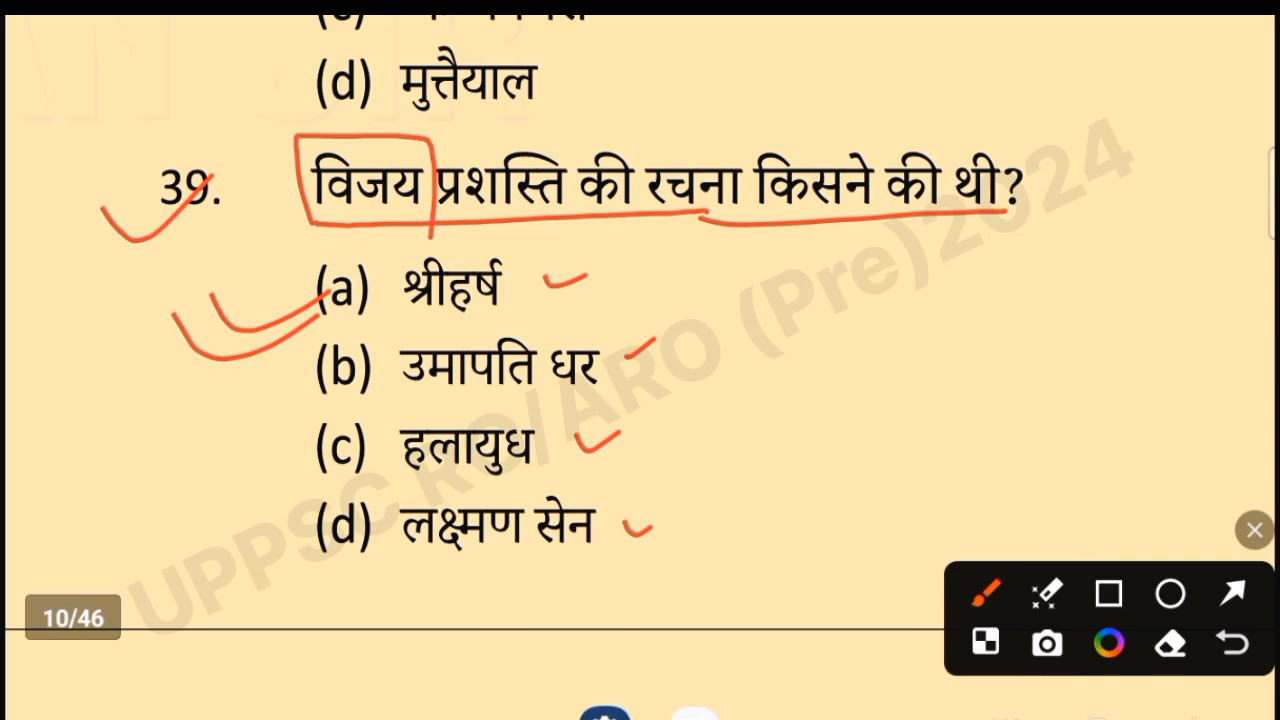 (d) मुत्तैयाल
39. विजय प्रशस्ति की रचना किसने की थी?
(a) श्रीहर्ष
(b) उमापति धर
(c) हलायुध
(d) लक्ष्मण सेन
UPPSC RO/ARO (Pre)2024
10/46